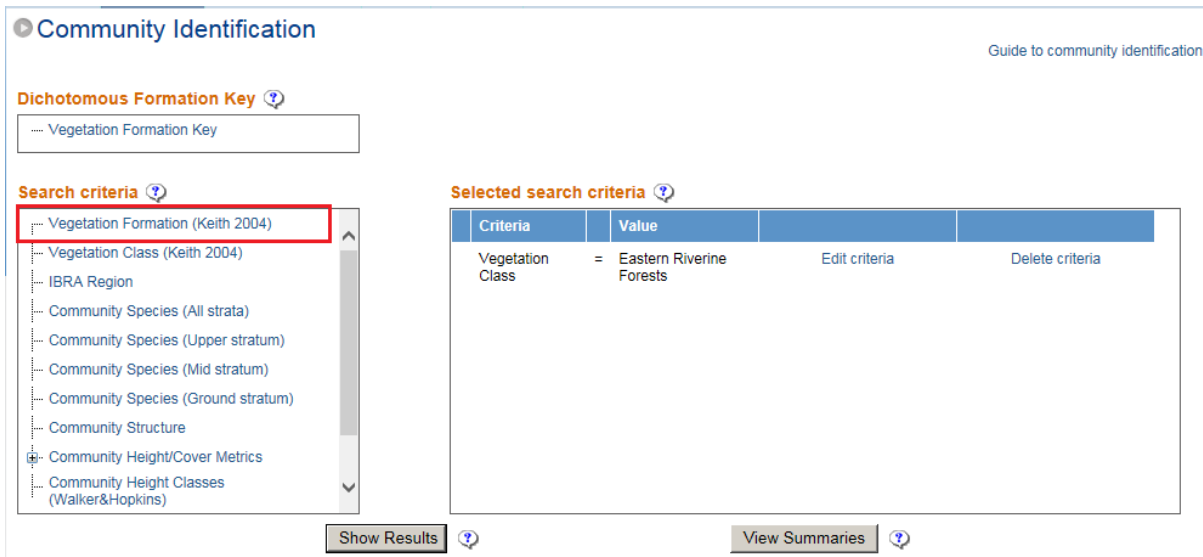 Community Identification
Guide to community identification
Dichotomous Formation Key
Vegetation Formation Key
Search criteria
Selected search criteria
Vegetation Formation (Keith 2004)
Vegetation Class (Keith 2004)
IBRA Region
Community Species (All strata)
Community Species (Upper stratum)
Community Species (Mid stratum)
Community Species (Ground stratum)
Community Structure
Community Height/Cover Metrics
Community Height Classes
(Walker&Hopkins)
Criteria Value
Vegetation = Eastern Riverine Edit criteria Delete criteria
Class Forests
Show Results
View Summaries